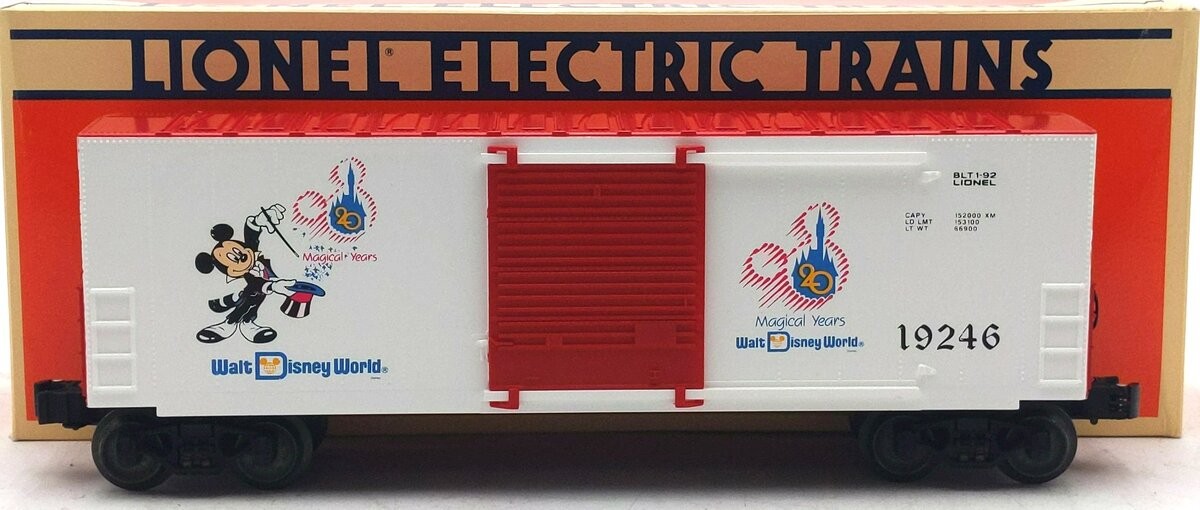 LIONEL® ELECTRIC TRAINS
20
Magical Years
Walt Disney World®
20
Magical Years
Walt Disney World®
BLT 1-92
LIONEL
CAPY 152000 XM
LD LMT 153100
LT WT 66900
19246